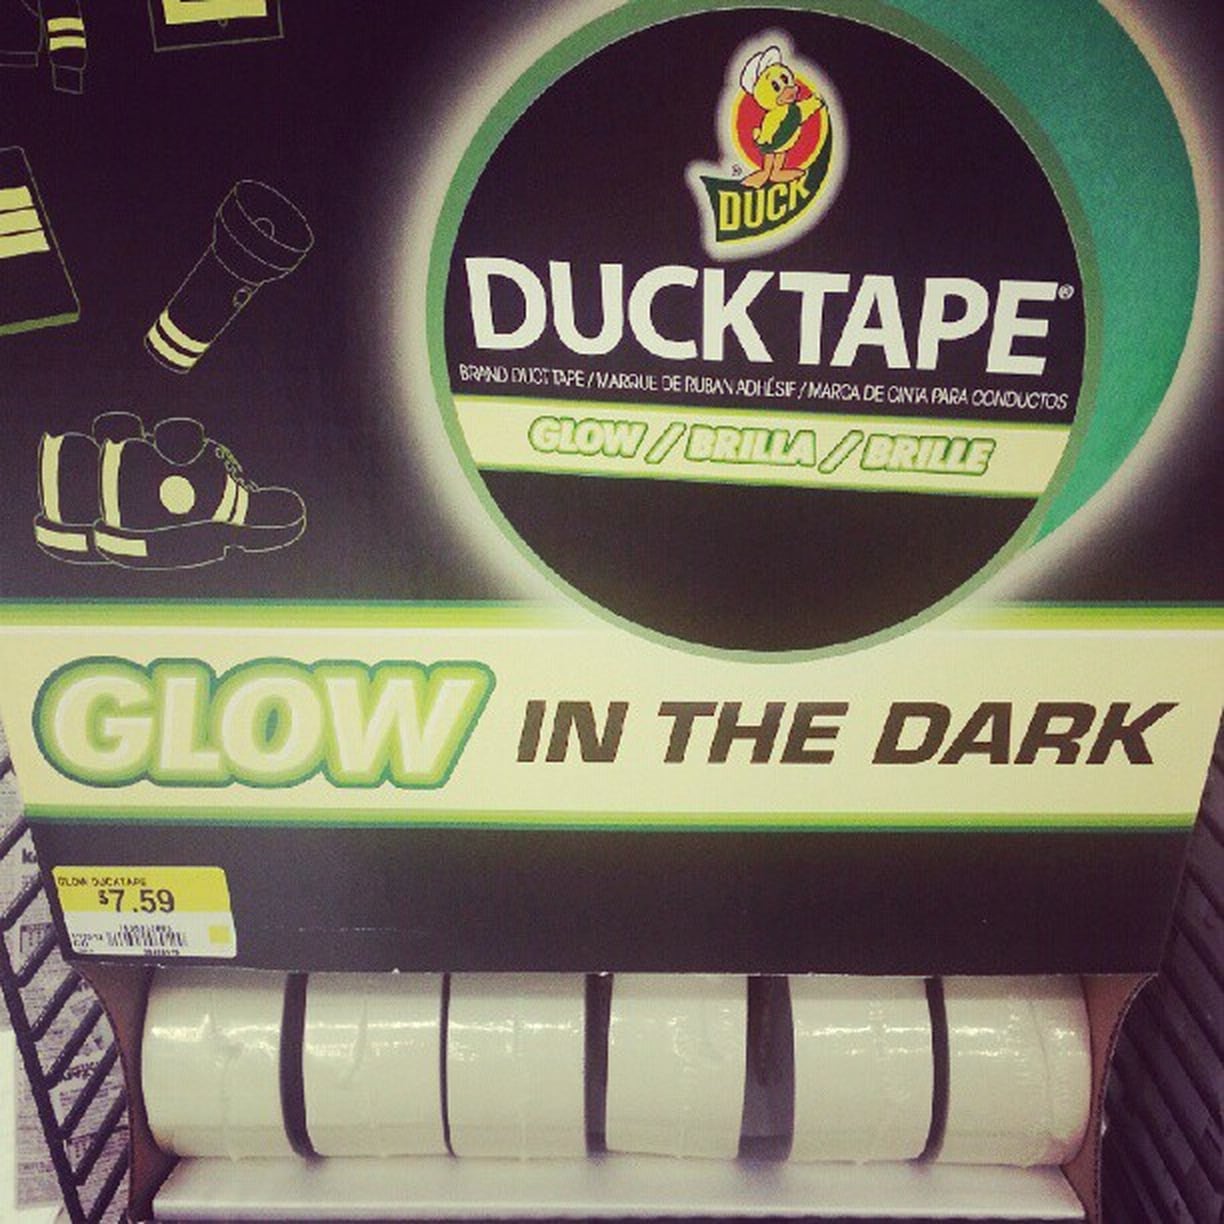 DUCK
DUCKTAPE®
BRAND DUCT TAPE / MARQUE DE RUBAN ADHÉSIF / MARCA DE CINTA PARA CONDUCTOS
GLOW / BRILLA / BRILLE
GLOW IN THE DARK
GLOW DUCKTAPE
$7.59